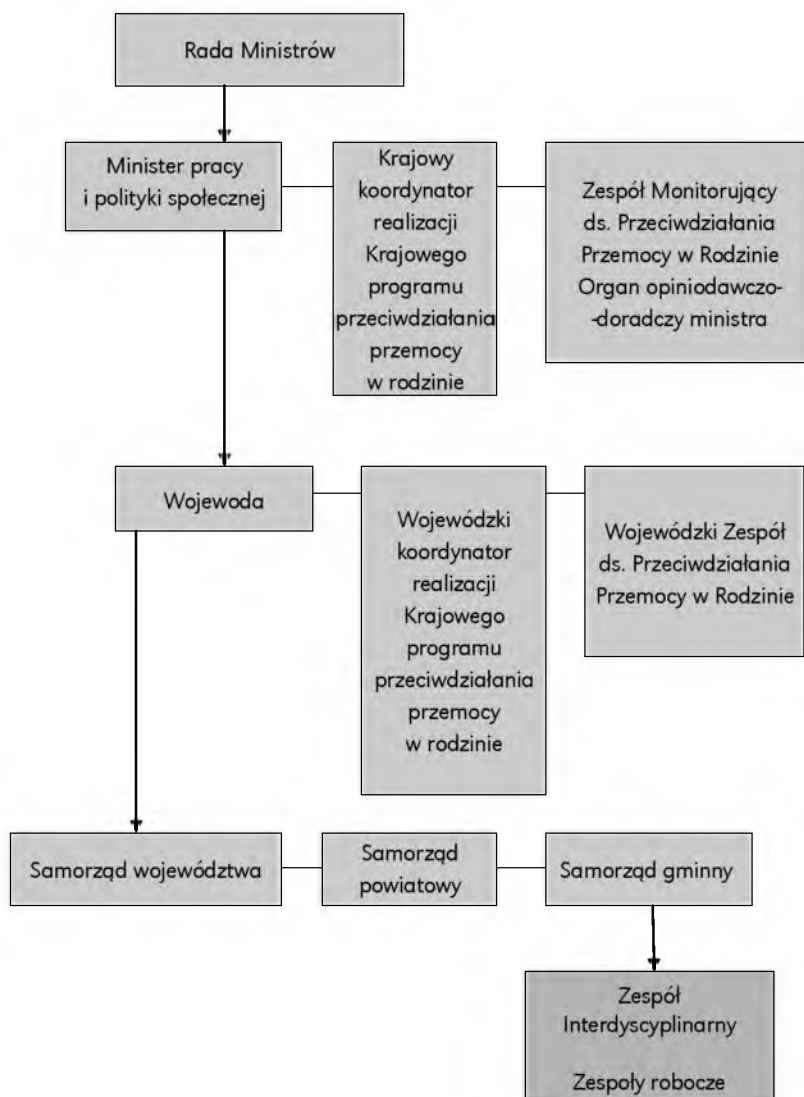 Rada Ministrów
Minister pracy
i polityki społecznej
Krajowy
koordynator
realizacji
Krajowego
programu
przeciwdziałania
przemocy
w rodzinie
Zespół Monitorujący
ds. Przeciwdziałania
Przemocy w Rodzinie
Organ opiniodawczo-
-doradczy ministra
Wojewoda
Wojewódzki
koordynator
realizacji
Krajowego
programu
przeciwdziałania
przemocy
w rodzinie
Wojewódzki Zespół
ds. Przeciwdziałania
Przemocy w Rodzinie
Samorząd województwa
Samorząd
powiatowy
Samorząd gminny
Zespół
Interdyscyplinarny
Zespoły robocze